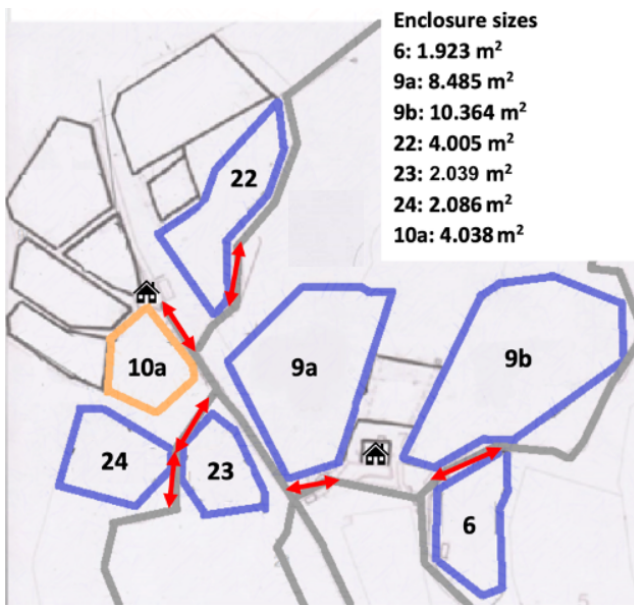 Enclosure sizes
6: 1.923 m²
9a: 8.485 m²
9b: 10.364 m²
22: 4.005 m²
23: 2.039 m²
24: 2.086 m²
10a: 4.038 m²
22
10a
9a
9b
24
23
6
5